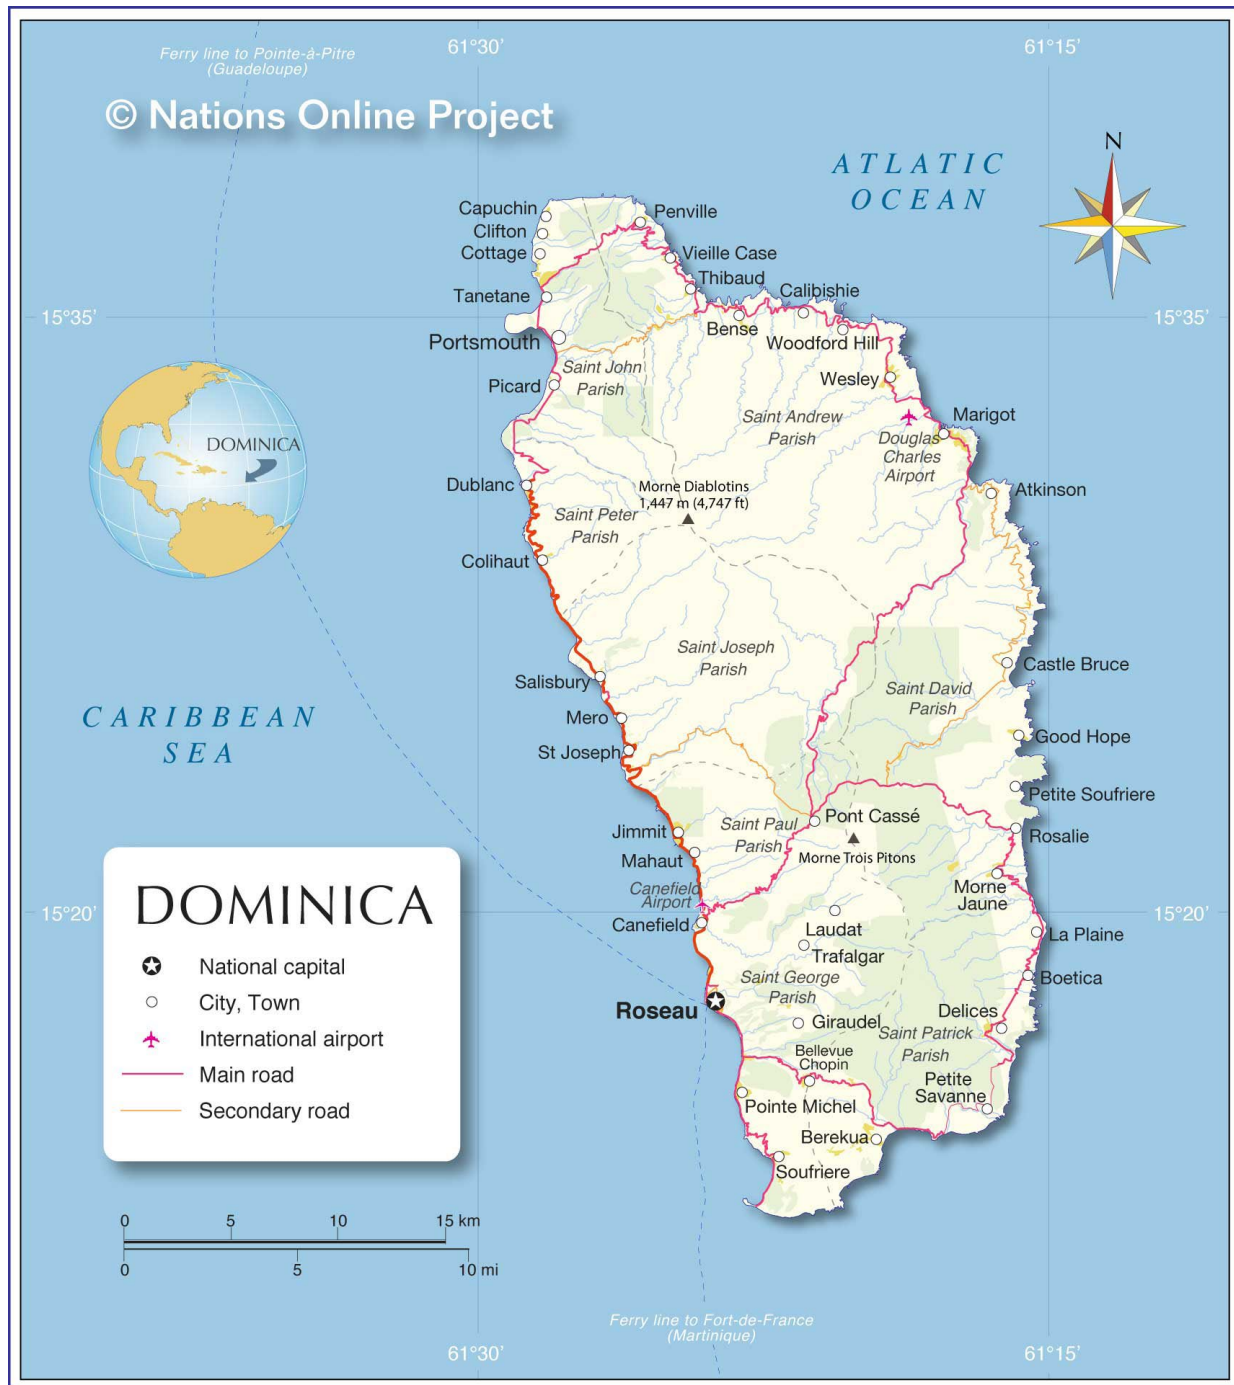 Ferry line to Pointe-à-Pitre
(Guadeloupe)
61°30’
61°15’
© Nations Online Project
N
ATLATIC
OCEAN
Capuchin
Penville
Clifton
Cottage
Vieille Case
Thibaud
Calibishie
Tanetane
15°35’
15°35’
Bense
Portsmouth
Woodford Hill
Saint John
Parish
Wesley
Picard
Saint Andrew
Parish
Marigot
Douglas
Charles
Airport
DOMINICA
Dublanc
Morne Diablotins
1,447 m (4,747 ft)
Atkinson
Saint Peter
Parish
Colihaut
Saint Joseph
Parish
Castle Bruce
Salisbury
Saint David
Parish
CARIBBEAN
SEA
Mero
Good Hope
St Joseph
Petite Soufriere
Jimmit
Saint Paul
Parish
Pont Cassé
Rosalie
Mahaut
Morne Trois Pitons
Canefield
Airport
Morne
Jaune
15°20’
15°20’
Canefield
Laudat
La Plaine
Trafalgar
Saint George
Parish
Boetica
Roseau
Delices
Giraudel
Saint Patrick
Parish
Bellevue
Chopin
Petite
Savanne
Pointe Michel
Berekua
Soufriere
DOMINICA
National capital
City, Town
International airport
Main road
Secondary road
0 5 10 15 km
0 5 10 mi
Ferry line to Fort-de-France
(Martinique)
61°30’
61°15’